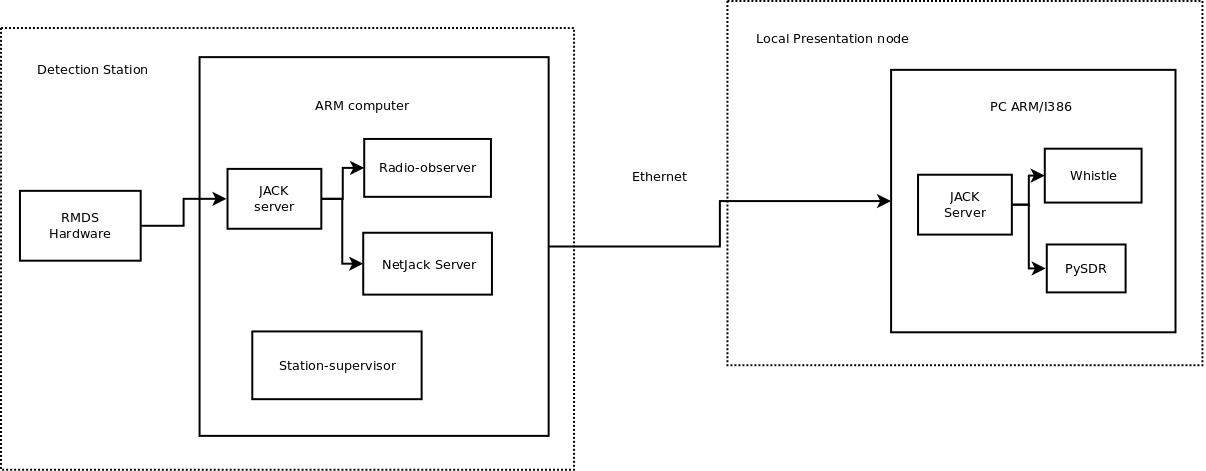 Local Presentation node
Detection Station
ARM computer
PC ARM/I386
Radio-observer
JACK
server
RMDS
Hardware
NetJack Server
Station-supervisor
Ethernet
Whistle
JACK
Server
PySDR